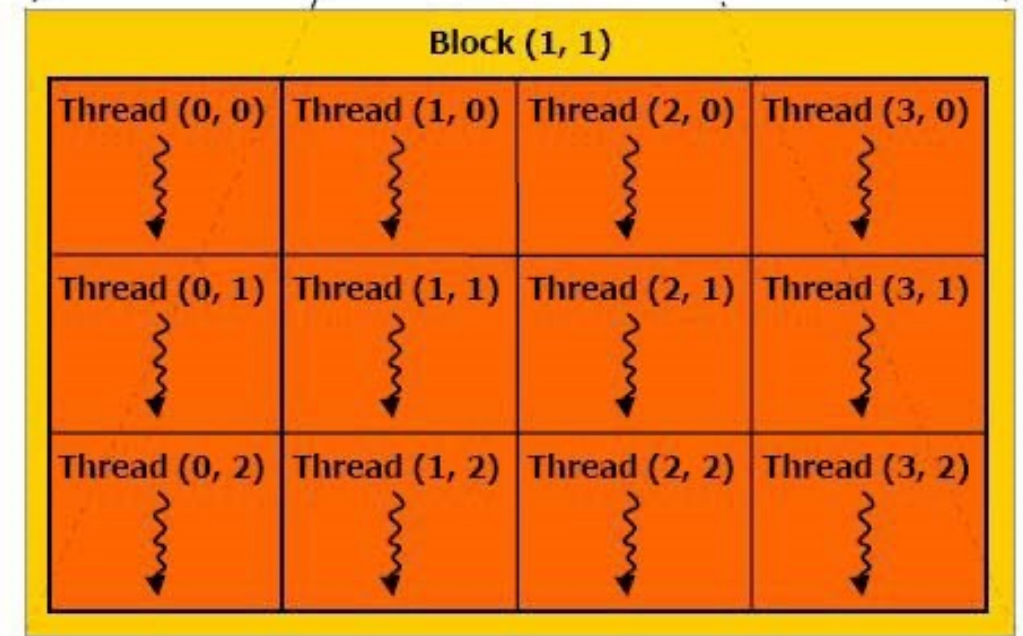 Block (1, 1)
Thread (0, 0) Thread (1, 0) Thread (2, 0) Thread (3, 0)
Thread (0, 1) Thread (1, 1) Thread (2, 1) Thread (3, 1)
Thread (0, 2) Thread (1, 2) Thread (2, 2) Thread (3, 2)